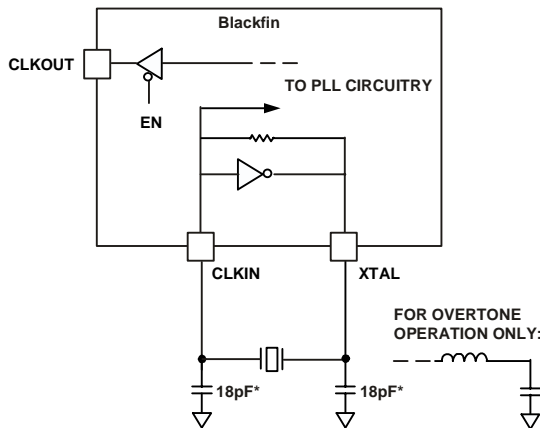 Blackfin
CLKOUT
TO PLL CIRCUITRY
EN
CLKIN
XTAL
FOR OVERTONE
OPERATION ONLY:
18pF*
18pF*